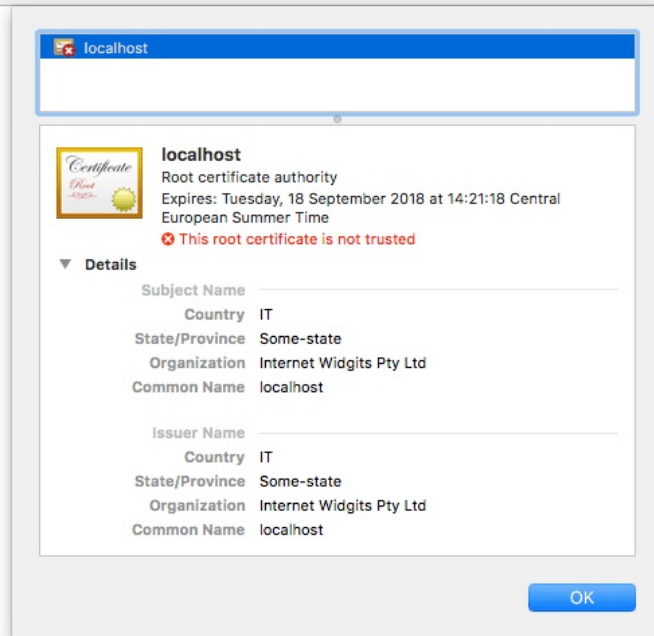 localhost
Certificate
Root
localhost
Root certificate authority
Expires: Tuesday, 18 September 2018 at 14:21:18 Central
European Summer Time
This root certificate is not trusted
Details
Subject Name
Country IT
State/Province Some-state
Organization Internet Widgits Pty Ltd
Common Name localhost
Issuer Name
Country IT
State/Province Some-state
Organization Internet Widgits Pty Ltd
Common Name localhost
OK